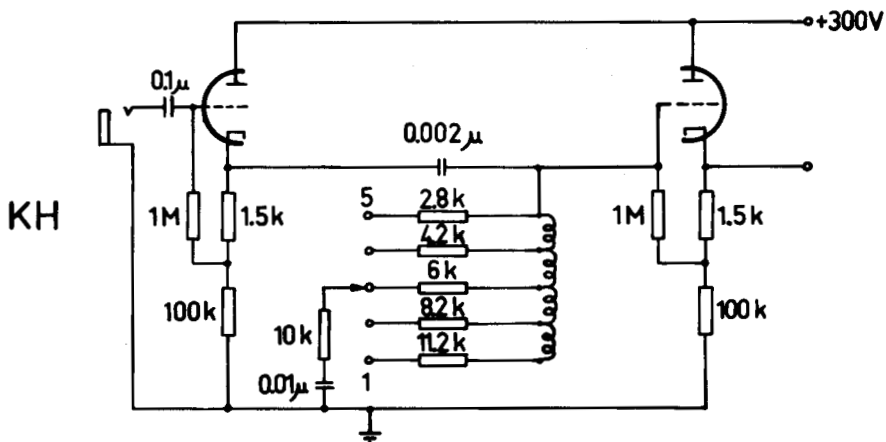 +300V
0.1µ
0.002µ
KH
1M
1.5k
5
2.8k
4.2k
6k
8.2k
11.2k
1M
1.5k
100k
10k
0.01µ
1
100k